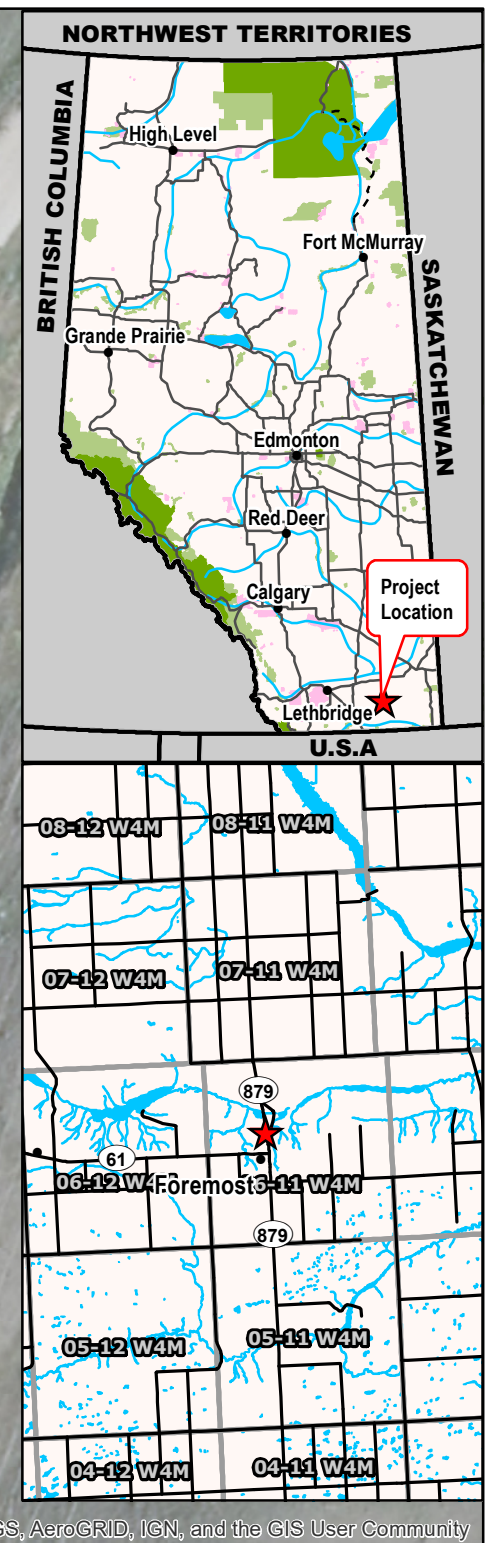 NORTHWEST TERRITORIES
BRITISH COLUMBIA
High Level
Fort McMurray
SASKATCHEWAN
Grande Prairie
Edmonton
Red Deer
Calgary
Project
Location
Lethbridge
U.S.A
08-12 W4M
08-11 W4M
07-12 W4M
07-11 W4M
879
61
06-12 W4
Foremost
6-11 W4M
879
05-12 W4M
05-11 W4M
04-12 W4M
04-11 W4M
GS, AeroGRID, IGN, and the GIS User Community